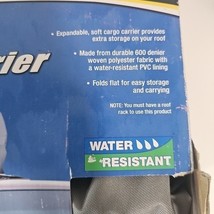 • Expandable, soft cargo carrier provides
extra storage on your roof
• Made from durable 600 denier
woven polyester fabric with
a water-resistant PVC lining
• Folds flat for easy storage
and carrying
NOTE: You must have a roof
rack to use this product
rier
WATER
RESISTANT